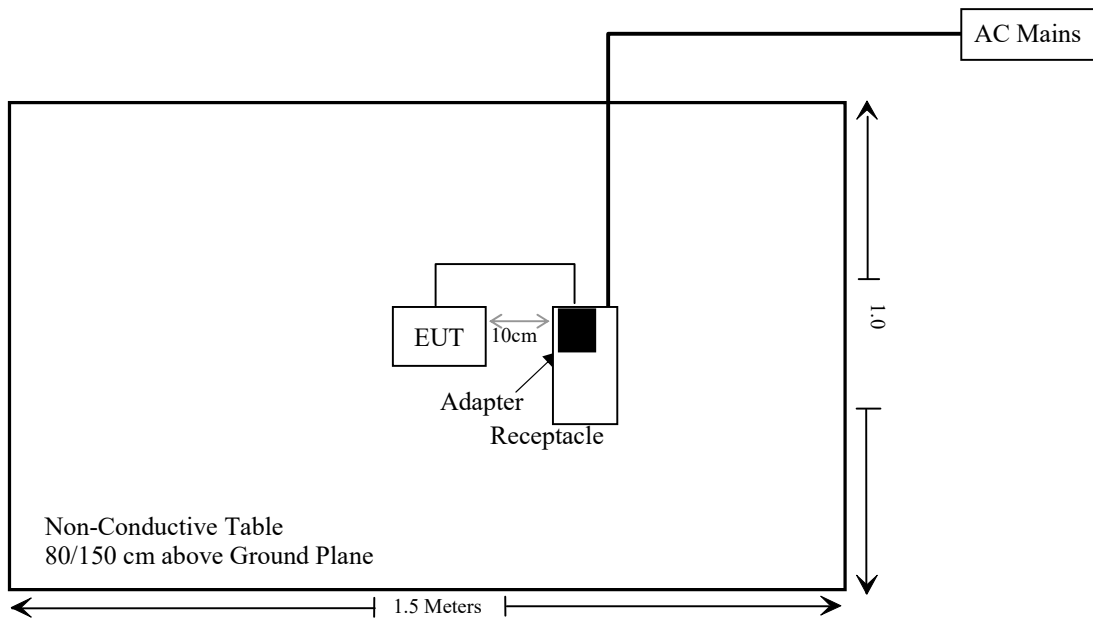 AC Mains
EUT
10cm
1.0
Adapter
Receptacle
Non-Conductive Table
80/150 cm above Ground Plane
1.5 Meters